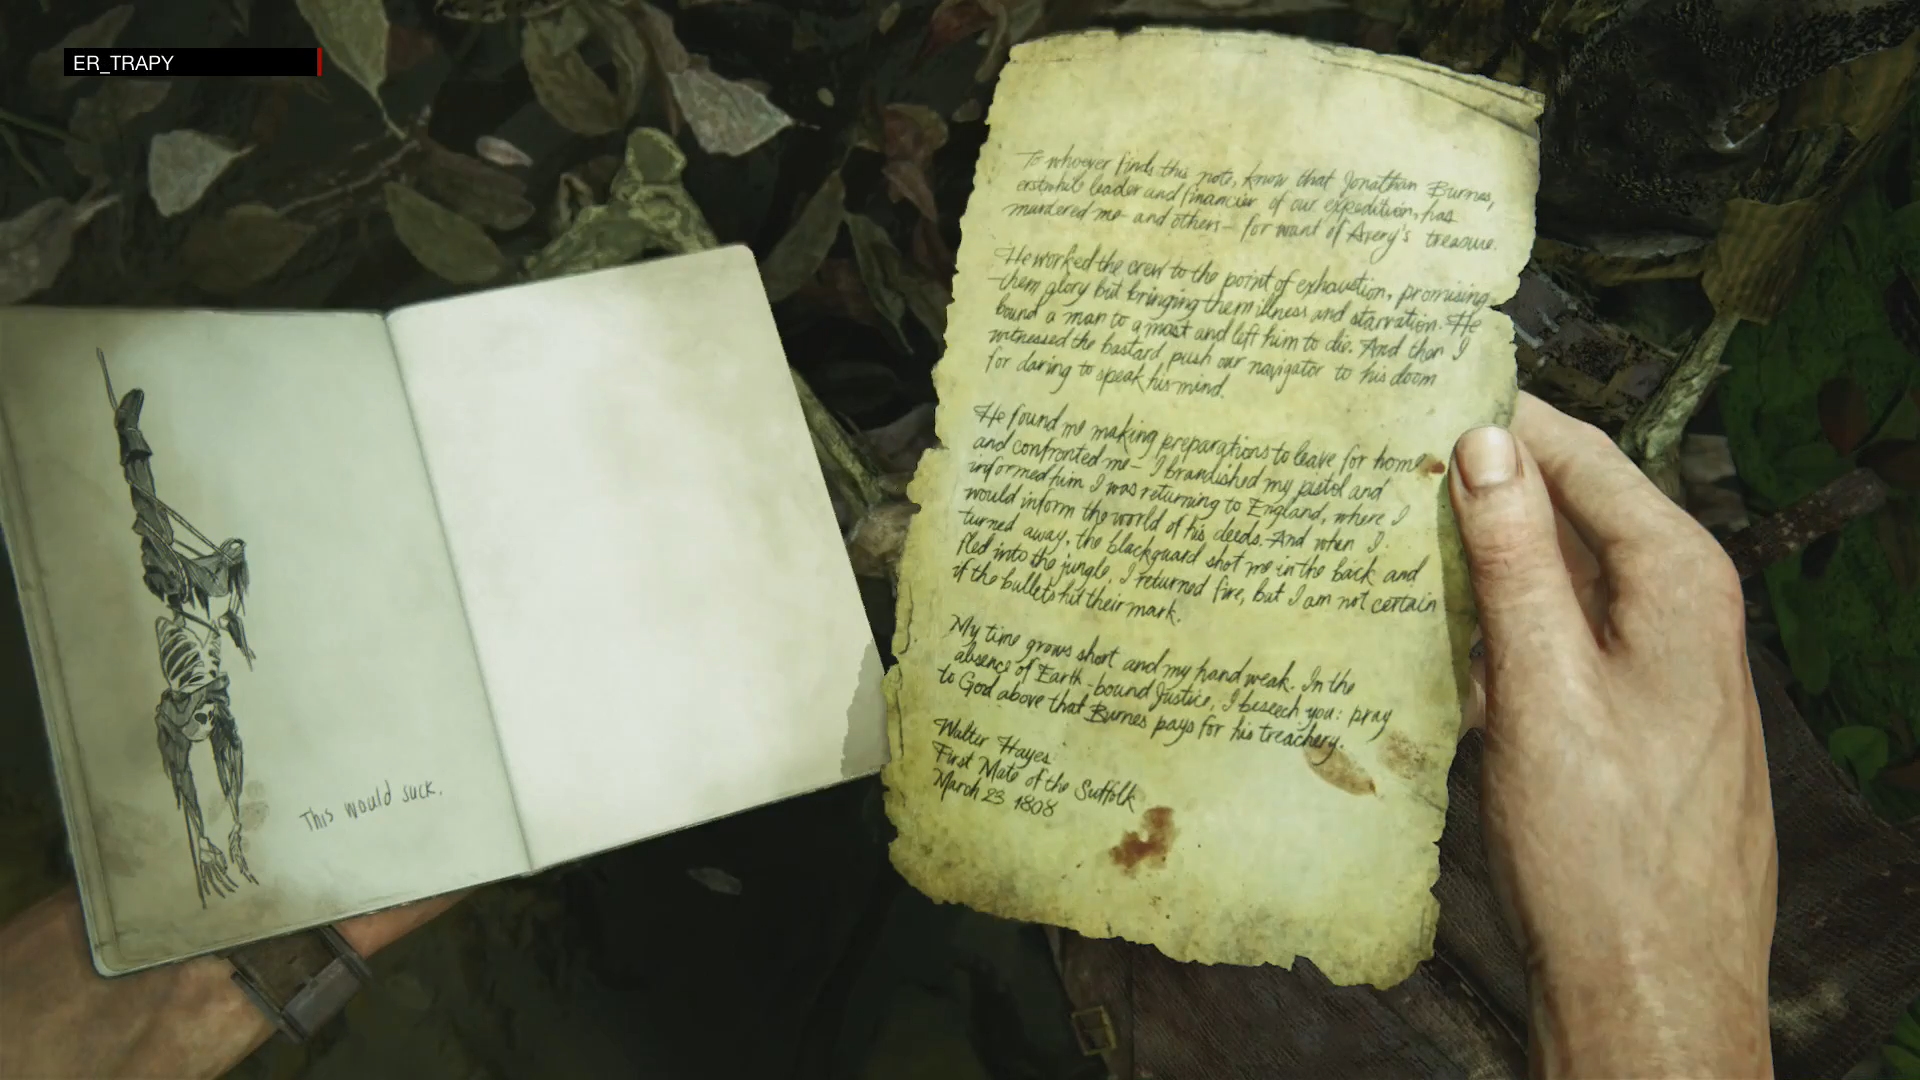 ER_TRAPY
This would suck.
To whoever finds this note, know that Jonathan Burnes,
erstwhile leader and financier of our expedition, has
murdered me- and others- for want of Avery's treasure.
He worked the crew to the point of exhaustion, promising
them glory but bringing them illness and starvation. He
bound a man to a mast and left him to die. And then I
witnessed the bastard push our navigator to his doom
for daring to speak his mind.
He found me making preparations to leave for home
and confronted me- I brandished my pistol and
informed him I was returning to England, where I
would inform the world of his deeds. And when I
turned away, the blackguard shot me in the back and
fled into the jungle. I returned fire, but I am not certain
if the bullets hit their mark.
My time grows short and my hand weak. In the
absence of Earth-bound Justice, I beseech you: pray
to God above that Burnes pays for his treachery.
Walter Hayes
First Mate of the Suffolk
March 23 1808